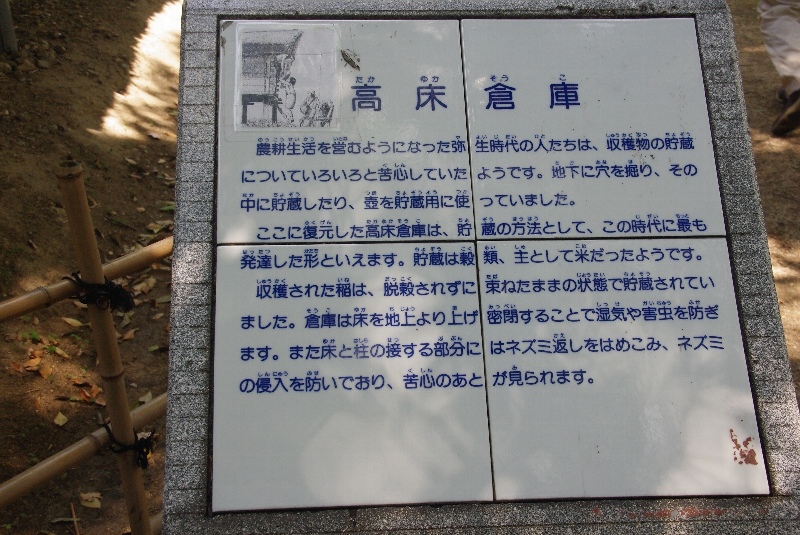 高床倉庫
農耕生活を営むようになった弥生時代の人たちは、収穫物の貯蔵
についていろいろと苦心していたようです。地下に穴を掘り、その
中に貯蔵したり、壺を貯蔵用に使っていました。
ここに復元した高床倉庫は、貯蔵の方法として、この時代に最も
発達した形といえます。貯蔵は穀類、主として米だったようです。
収穫された稲は、脱穀されずに束ねたままの状態で貯蔵されてい
ました。倉庫は床を地上より上げ密閉することで湿気や害虫を防ぎ
ます。また床と柱の接する部分にはネズミ返しをはめこみ、ネズミ
の侵入を防いでおり、苦心のあとが見られます。